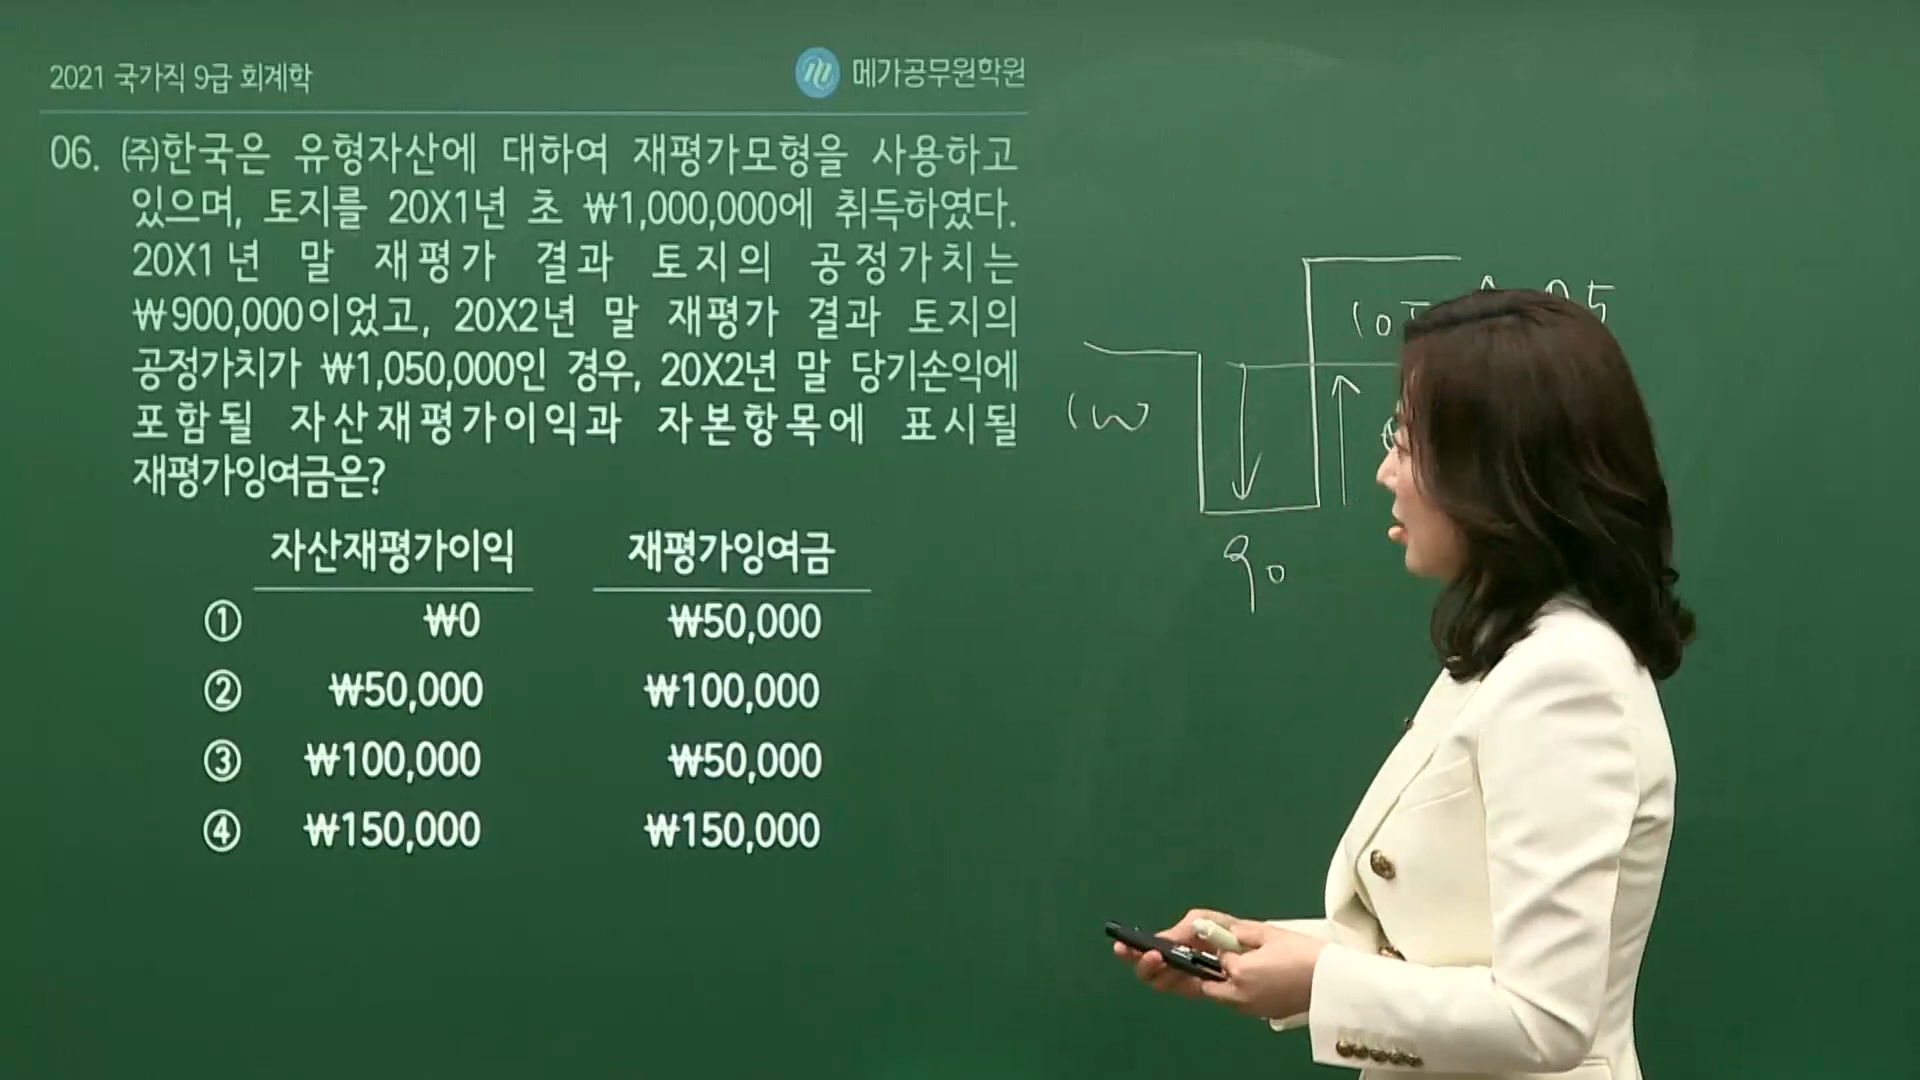 2021 국가직 9급 회계학
메가공무원학원
06. ㈜한국은 유형자산에 대하여 재평가모형을 사용하고
있으며, 토지를 20X1년 초 ₩1,000,000에 취득하였다.
20X1년 말 재평가 결과 토지의 공정가치는
₩900,000이었고, 20X2년 말 재평가 결과 토지의
공정가치가 ₩1,050,000인 경우, 20X2년 말 당기손익에
포함될 자산재평가이익과 자본항목에 표시될
재평가잉여금은?
자산재평가이익 재평가잉여금
① ₩0 ₩50,000
② ₩50,000 ₩100,000
③ ₩100,000 ₩50,000
④ ₩150,000 ₩150,000
100
90